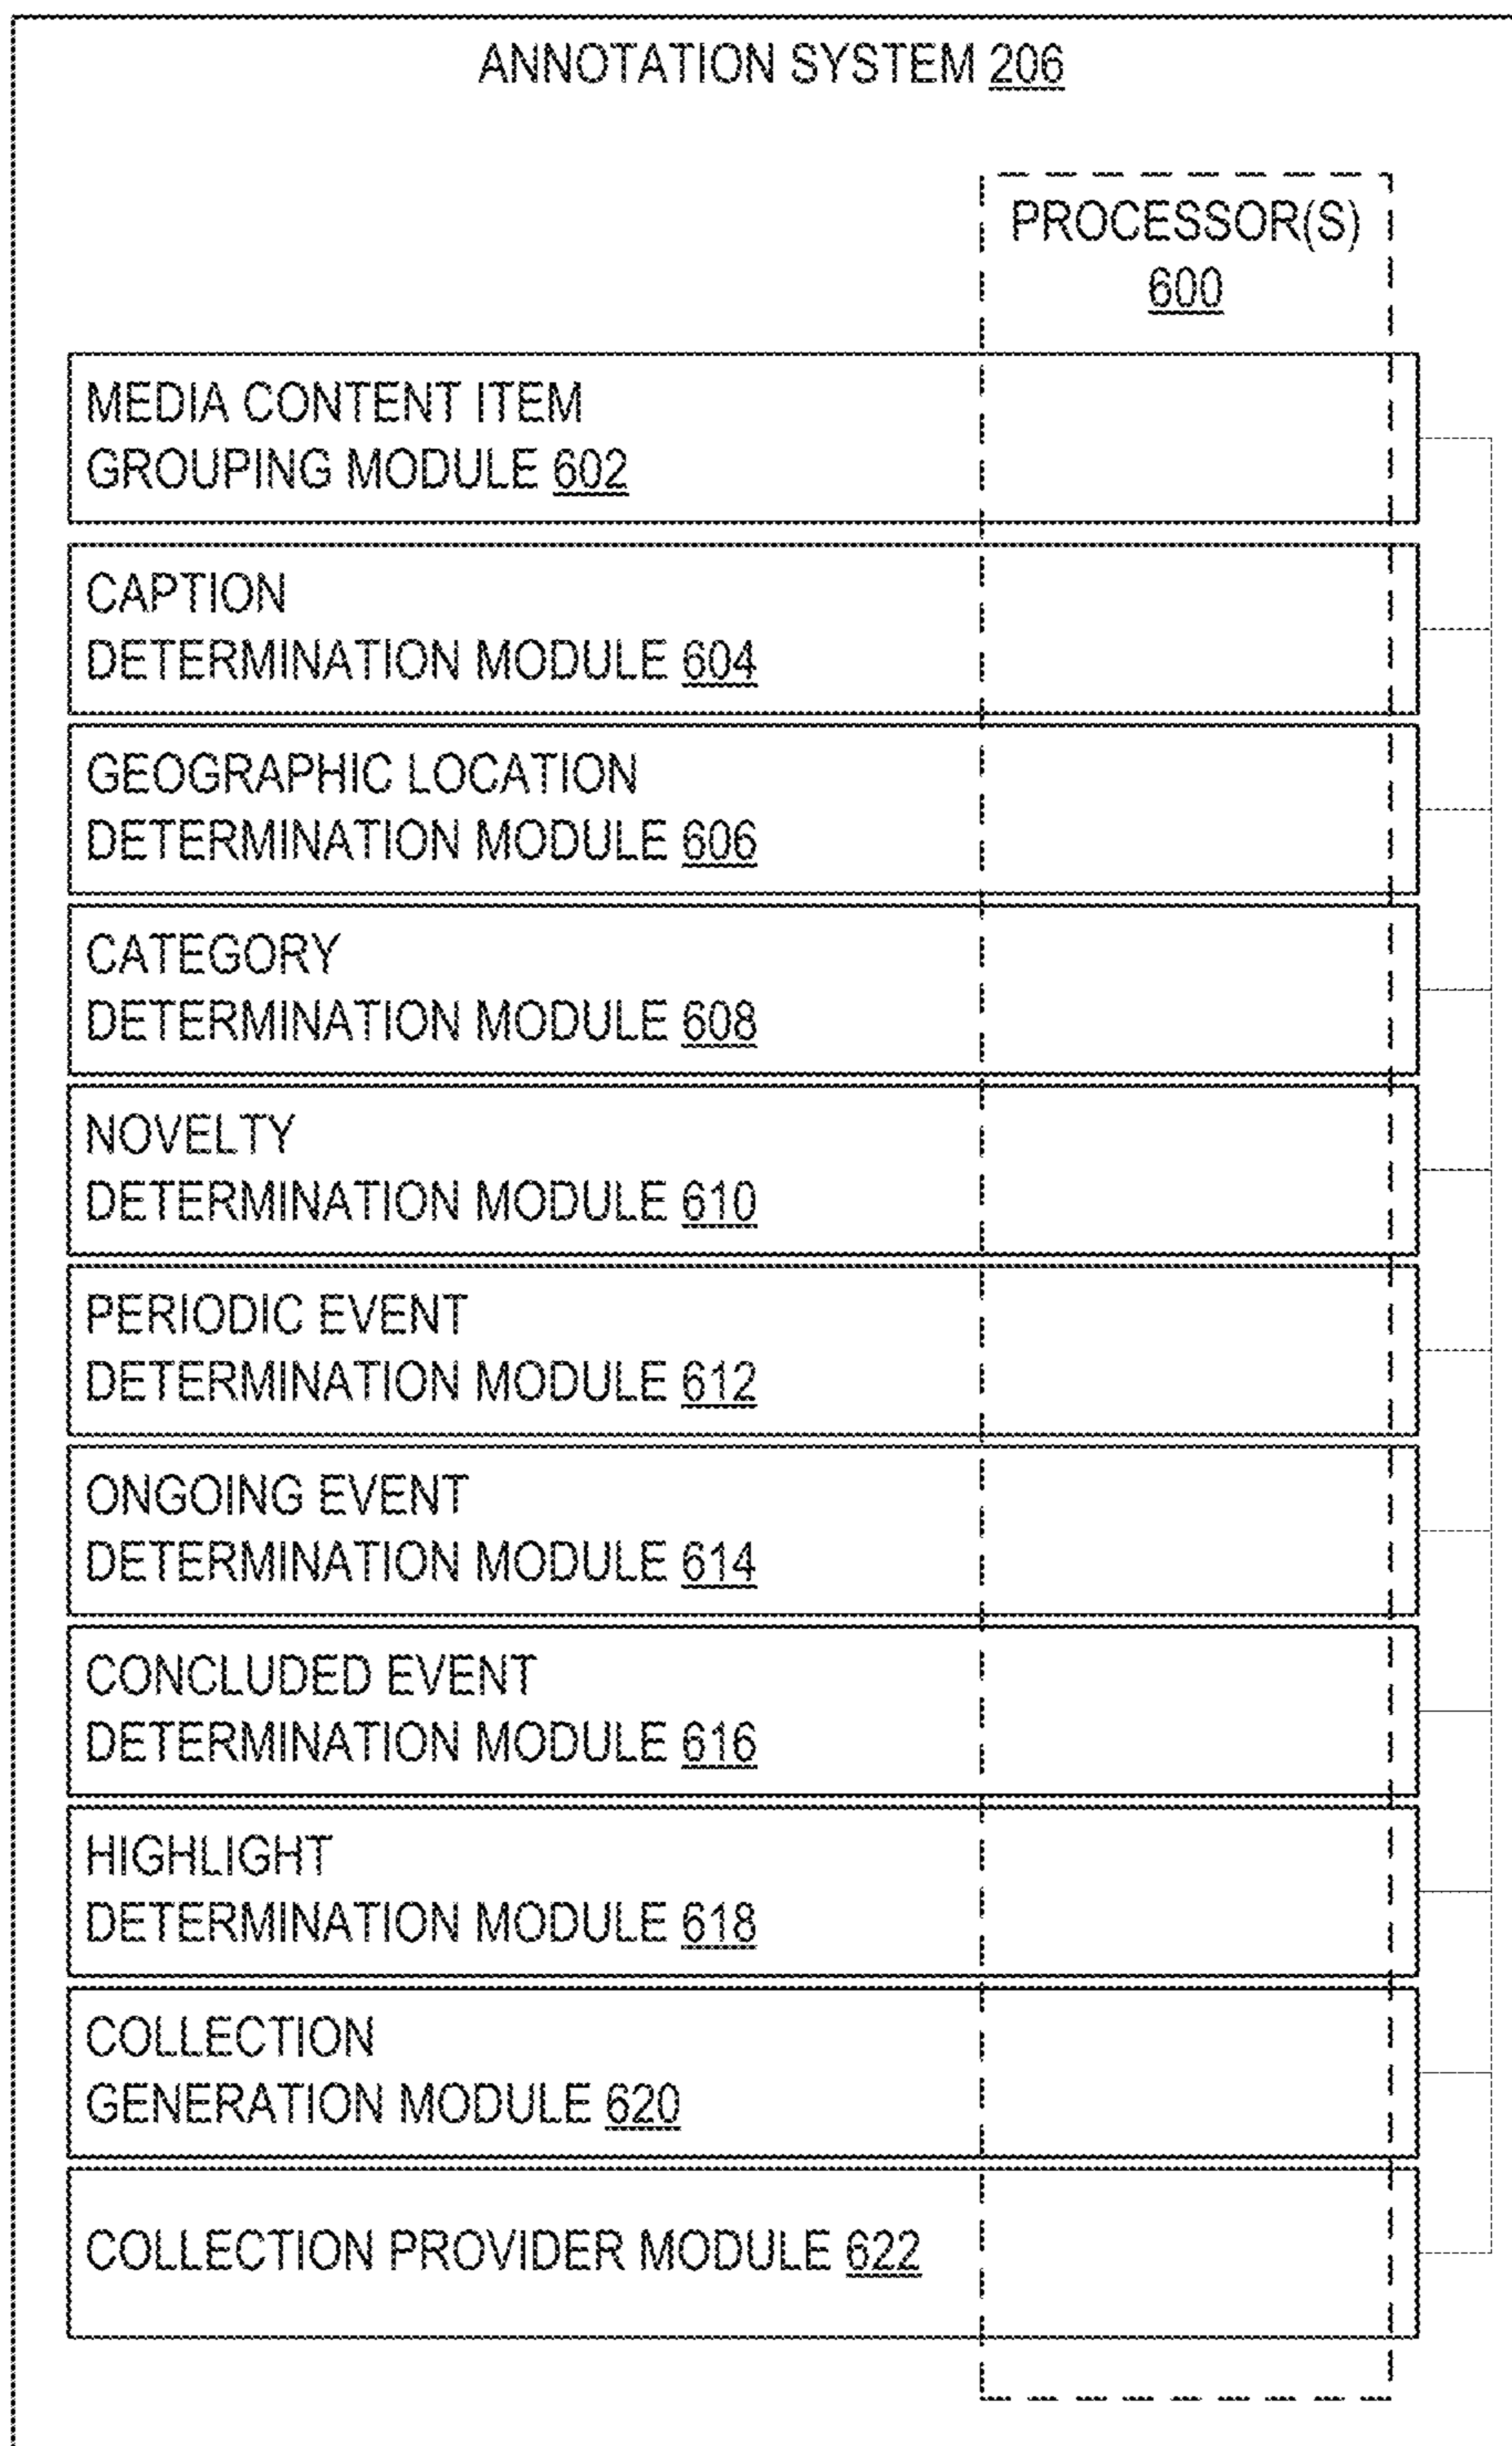 ANNOTATION SYSTEM 206
PROCESSOR(S)
600
MEDIA CONTENT ITEM
GROUPING MODULE 602
CAPTION
DETERMINATION MODULE 604
GEOGRAPHIC LOCATION
DETERMINATION MODULE 606
CATEGORY
DETERMINATION MODULE 608
NOVELTY
DETERMINATION MODULE 610
PERIODIC EVENT
DETERMINATION MODULE 612
ONGOING EVENT
DETERMINATION MODULE 614
CONCLUDED EVENT
DETERMINATION MODULE 616
HIGHLIGHT
DETERMINATION MODULE 618
COLLECTION
GENERATION MODULE 620
COLLECTION PROVIDER MODULE 622